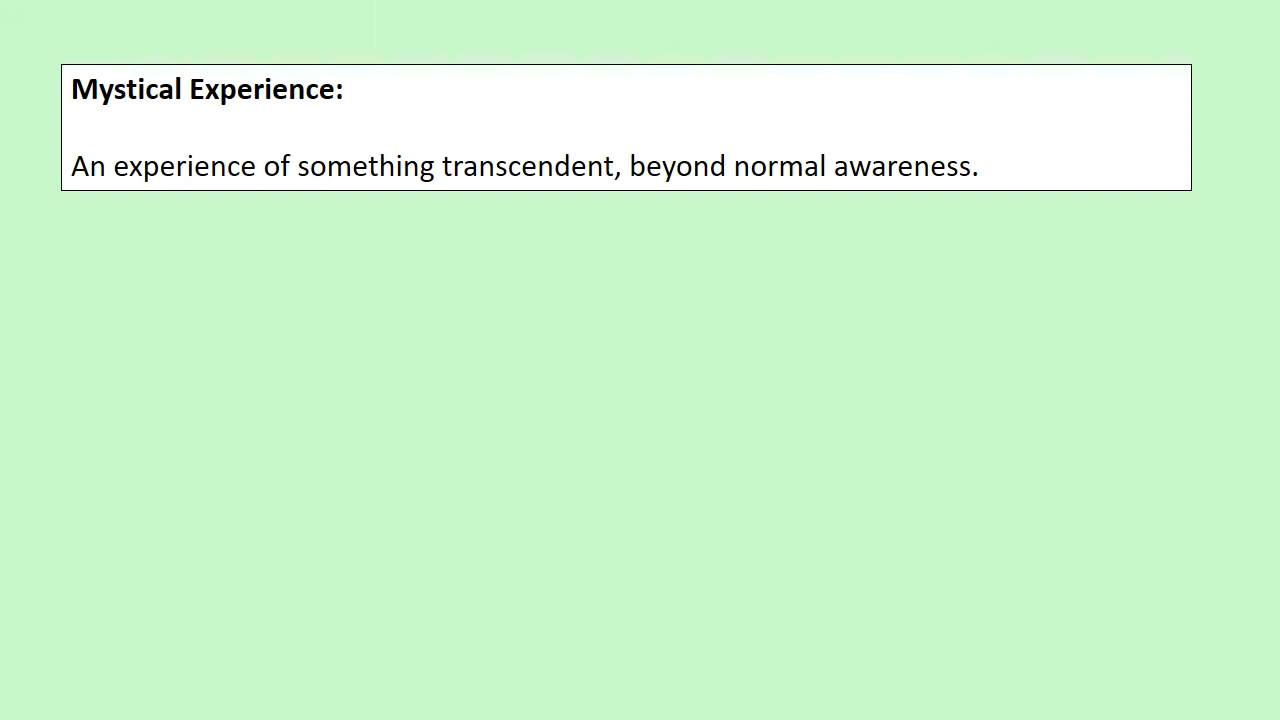 Mystical Experience:
An experience of something transcendent, beyond normal awareness.